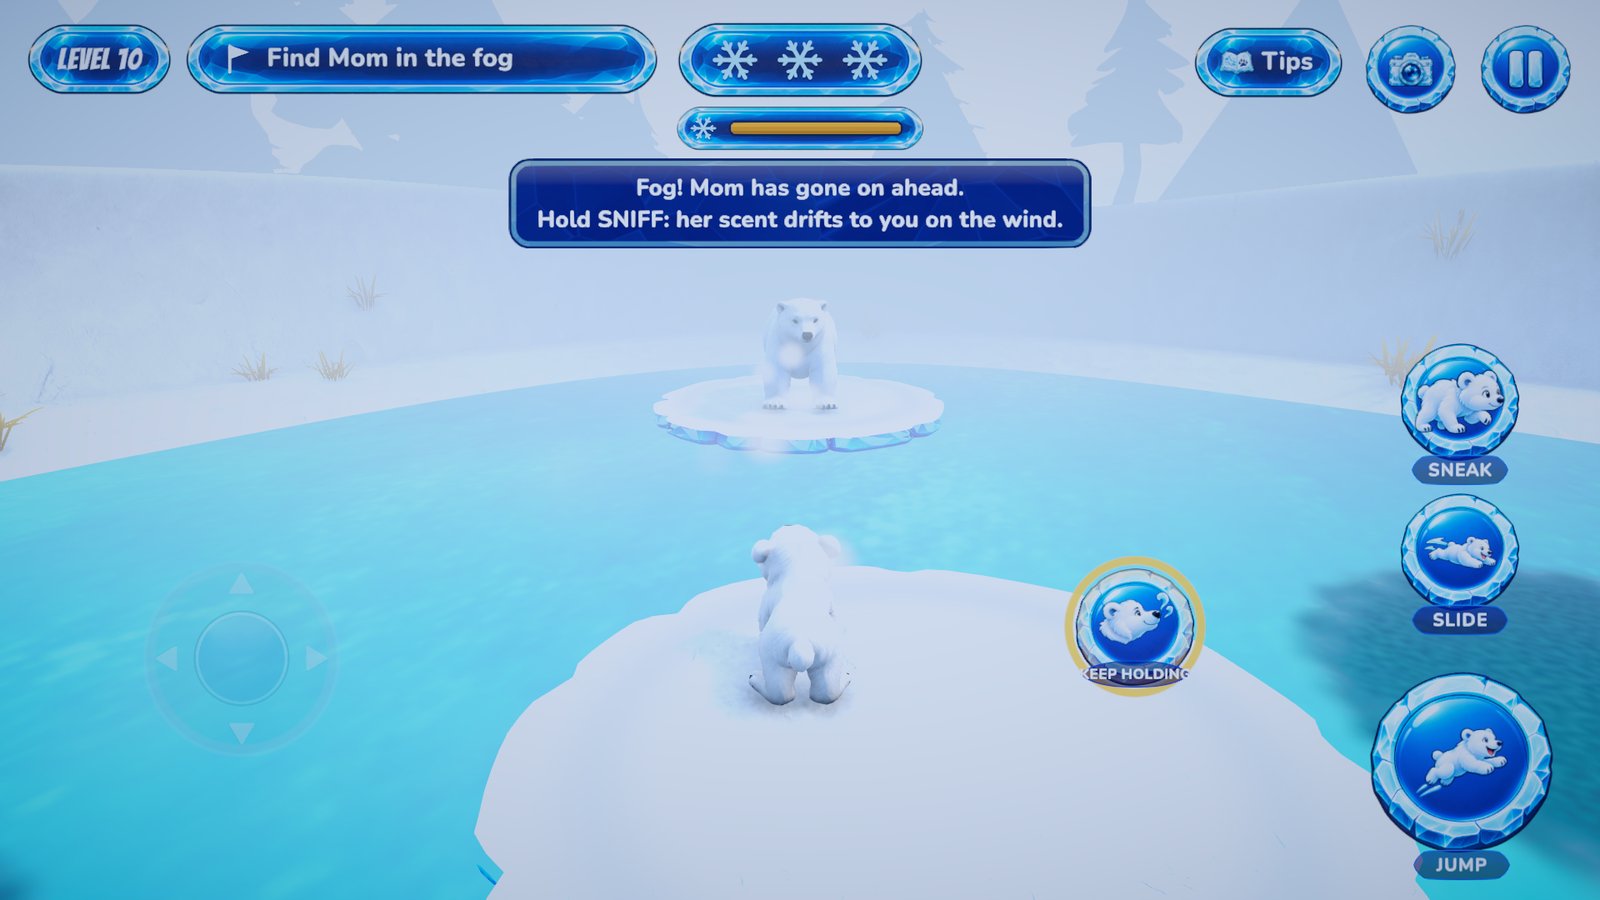 LEVEL 10
Find Mom in the fog
Tips
Fog! Mom has gone on ahead.
Hold SNIFF: her scent drifts to you on the wind.
SNEAK
SLIDE
KEEP HOLDING
JUMP